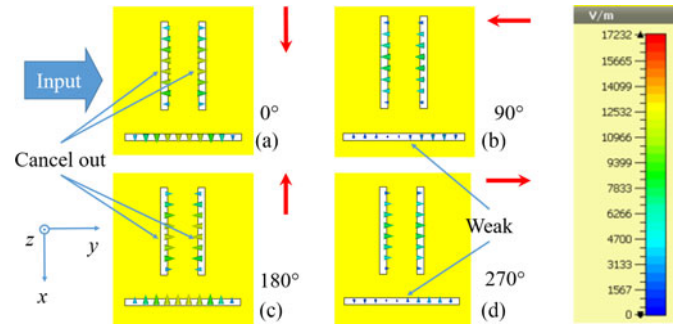 V/m
17232
15665
14099
12532
10966
9399
7833
6266
4700
3133
1567
0
Input
0°
(a)
90°
(b)
Cancel out
Weak
z
y
x
180°
(c)
270°
(d)